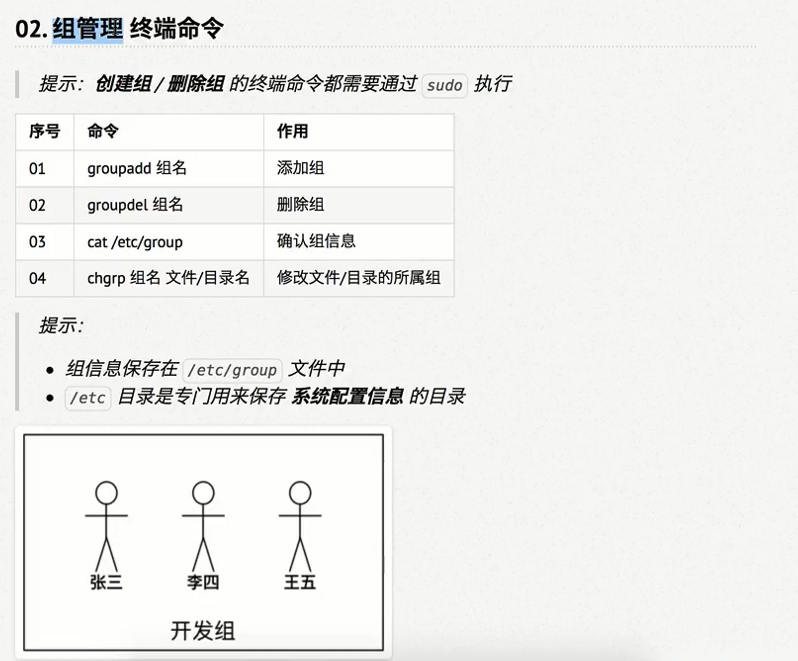 02. 组管理 终端命令
提示：创建组 / 删除组 的终端命令都需要通过 sudo 执行
序号 命令 作用
01 groupadd 组名 添加组
02 groupdel 组名 删除组
03 cat /etc/group 确认组信息
04 chgrp 组名 文件/目录名 修改文件/目录的所属组
提示：
• 组信息保存在 /etc/group 文件中
• /etc 目录是专门用来保存 系统配置信息 的目录
张三 李四 王五
开发组